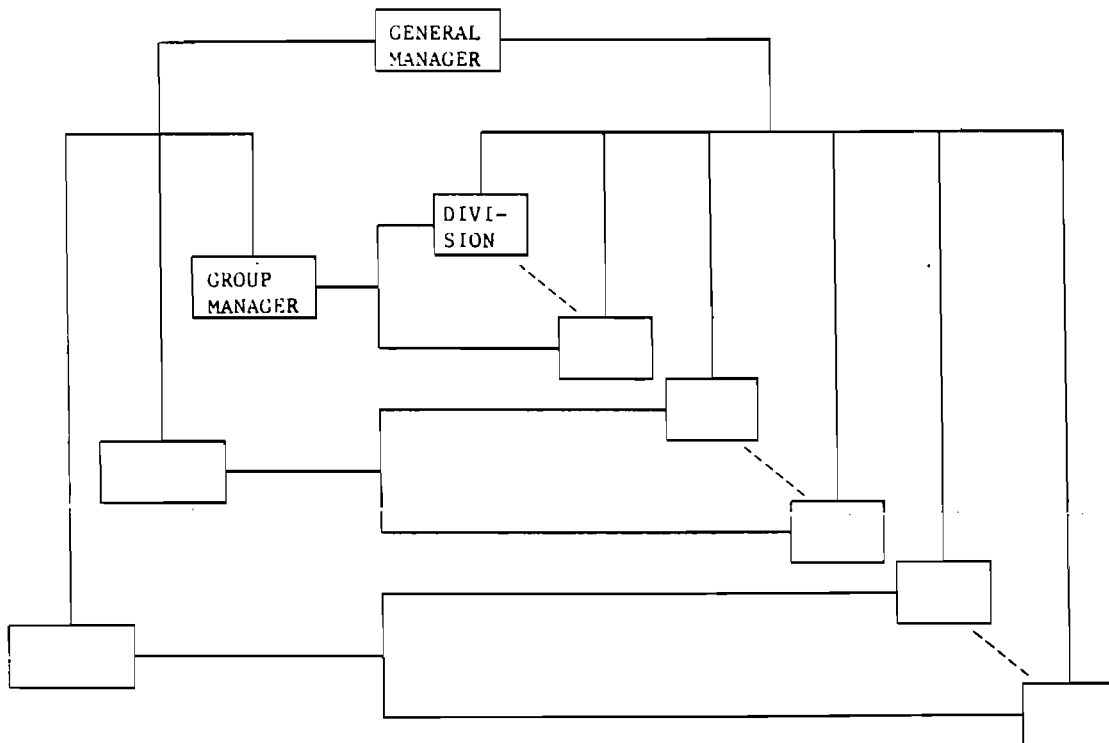 GENERAL
MANAGER
DIVI-
SION
GROUP
MANAGER